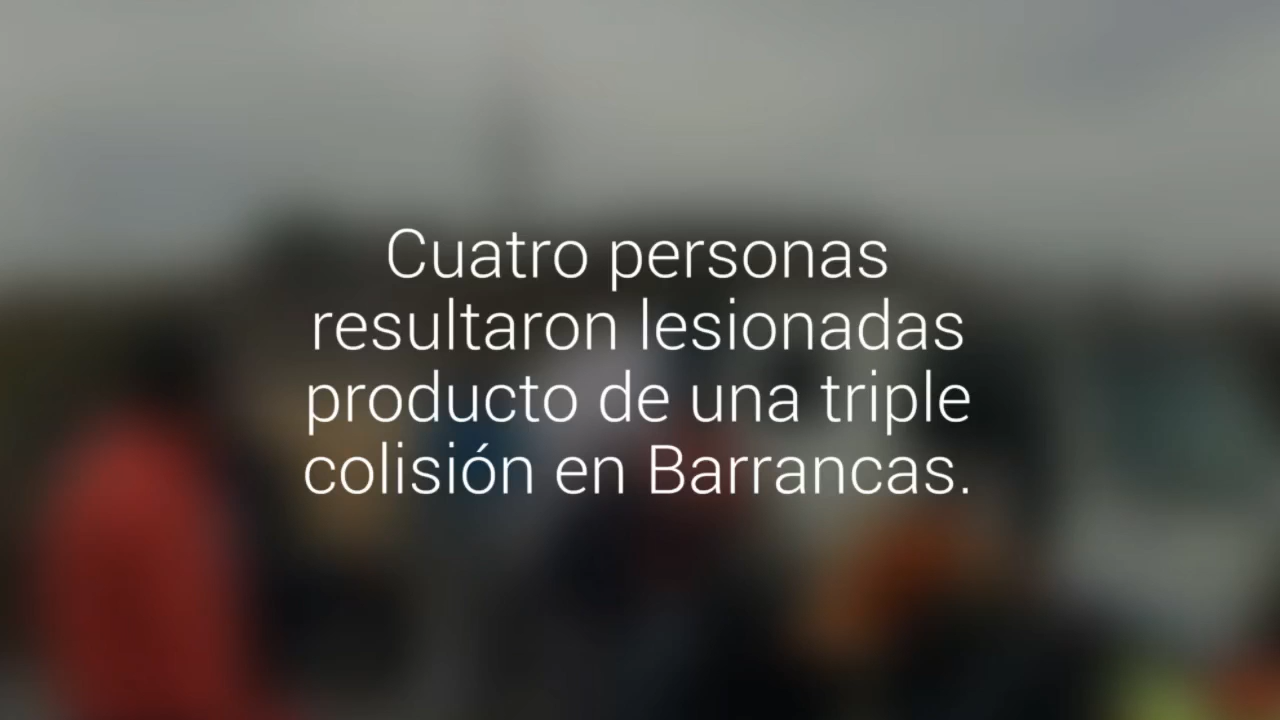 Cuatro personas
resultaron lesionadas
producto de una triple
colisión en Barrancas.